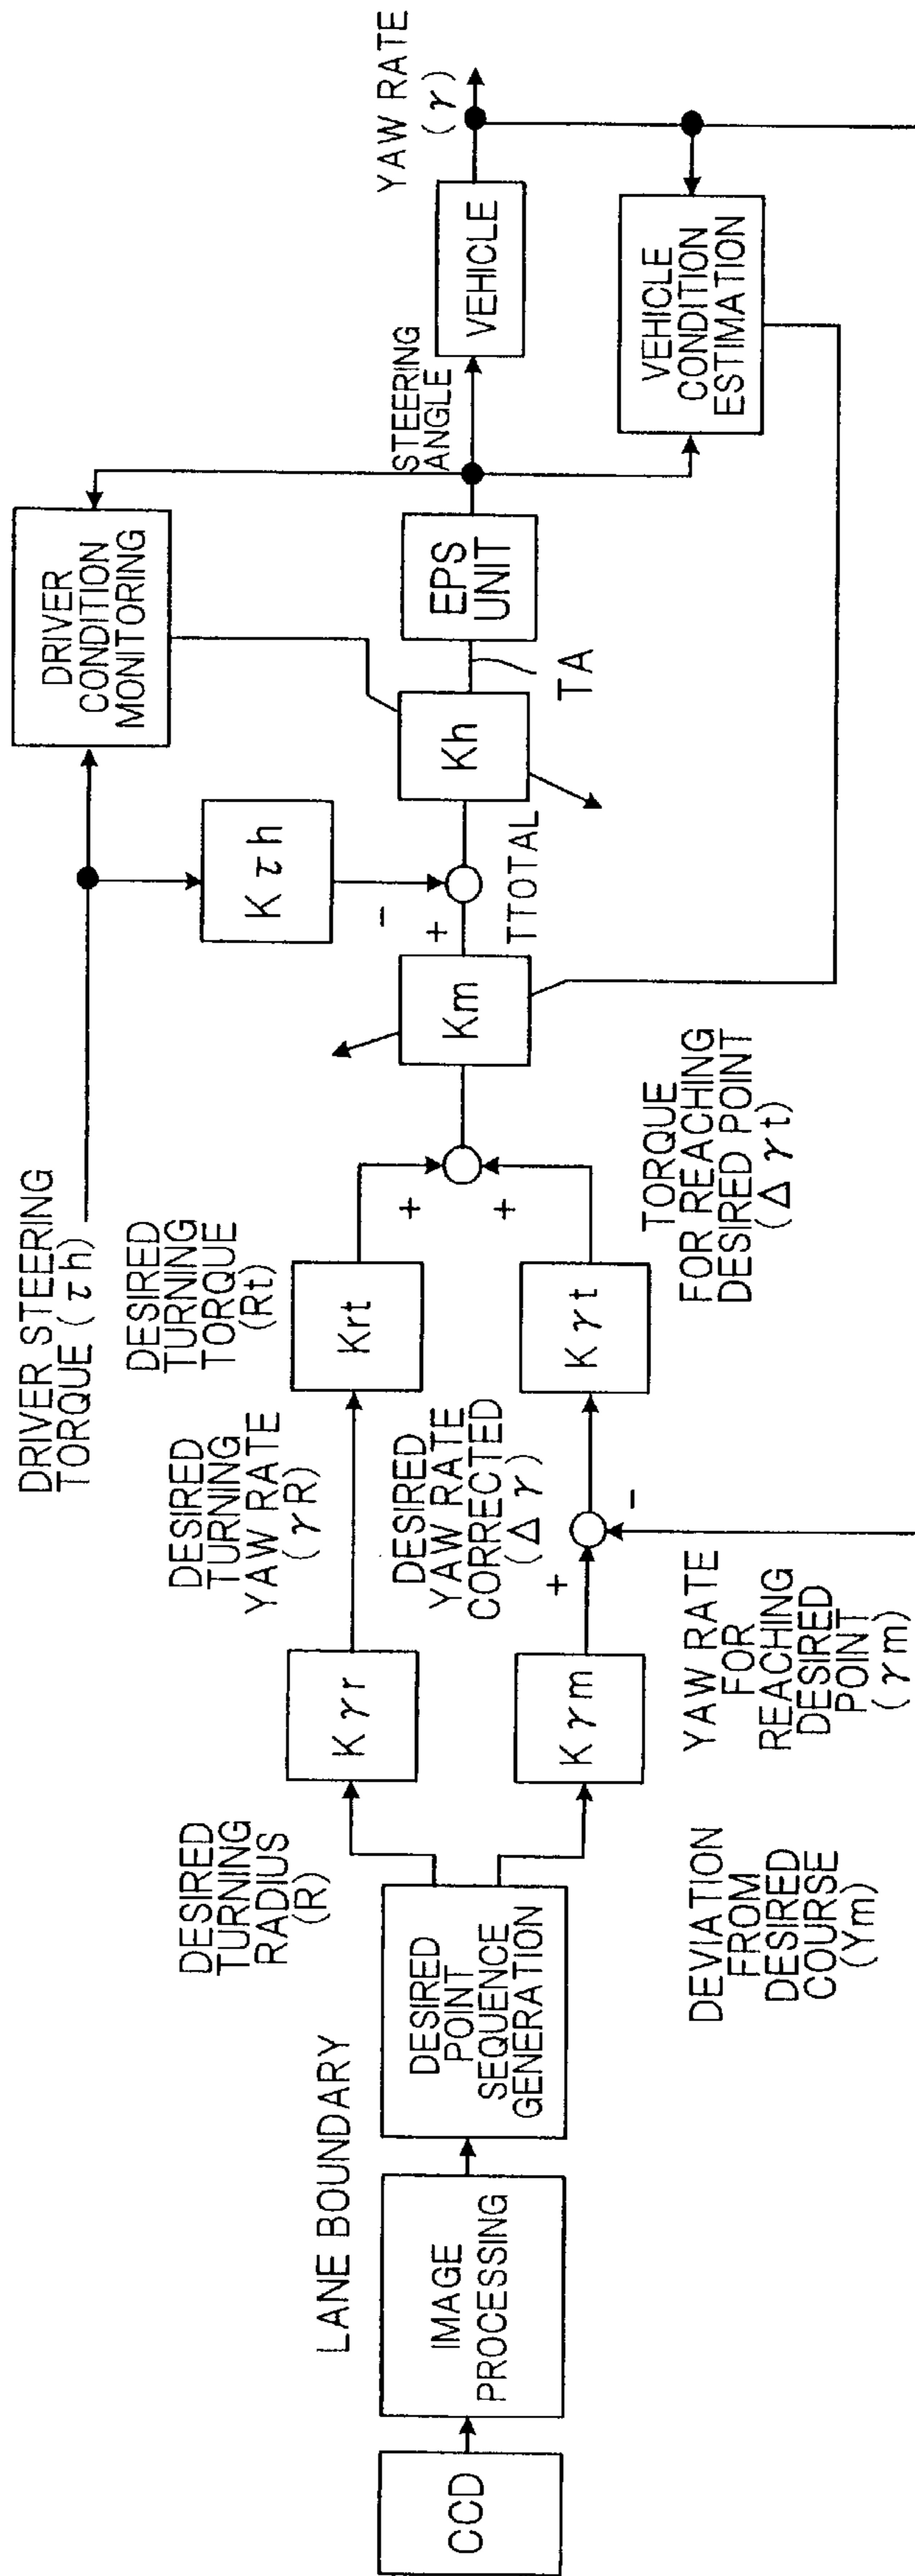 CCD
IMAGE
PROCESSING
LANE BOUNDARY
DESIRED
POINT
SEQUENCE
GENERATION
DESIRED
TURNING
RADIUS
(R)
DEVIATION
FROM
DESIRED
COURSE
(Ym)
Kγr
Kγm
DESIRED
TURNING
YAW RATE
(γR)
YAW RATE
FOR
REACHING
DESIRED
POINT
(γm)
+
-
DESIRED
YAW RATE
CORRECTED
(Δγ)
Krt
Kγt
DESIRED
TURNING
TORQUE
(Rt)
TORQUE
FOR REACHING
DESIRED POINT
(Δγt)
+
+
DRIVER STEERING
TORQUE (τh)
Km
Kτh
-
+
TTOTAL
Kh
TA
DRIVER
CONDITION
MONITORING
EPS
UNIT
STEERING
ANGLE
VEHICLE
VEHICLE
CONDITION
ESTIMATION
YAW RATE
(γ)